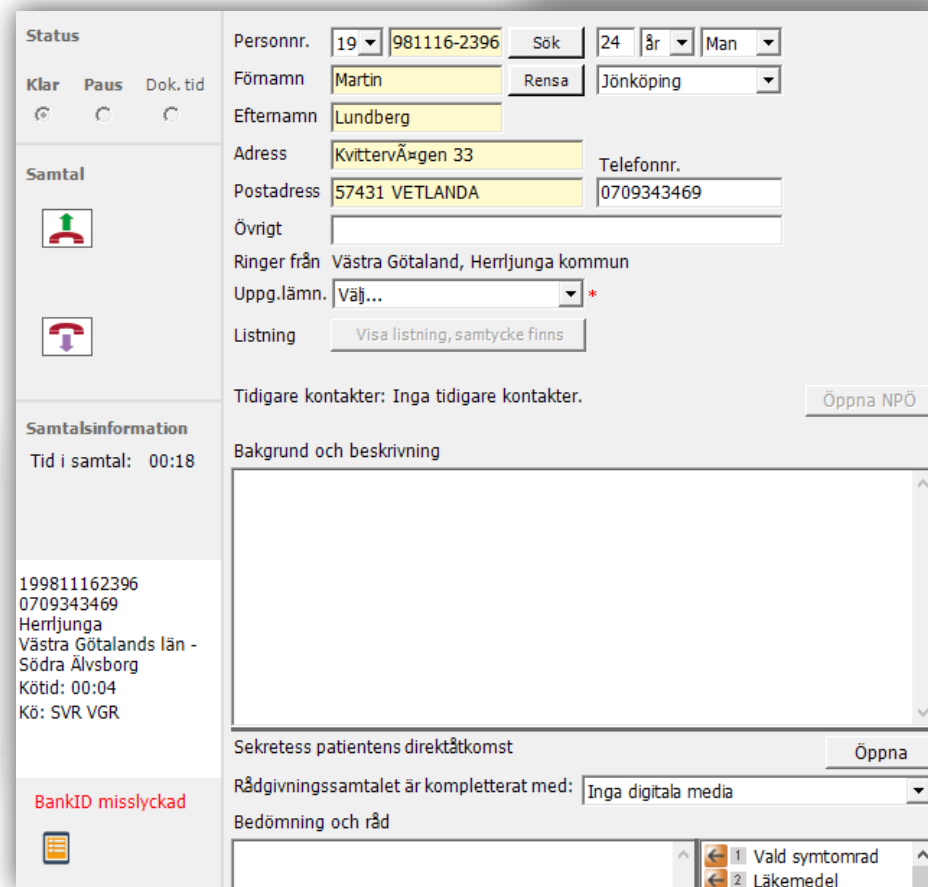 Status
Klar Paus Dok. tid
Samtal
Samtalsinformation
Tid i samtal: 00:18
199811162396
0709343469
Herrljunga
Västra Götalands län -
Södra Älvsborg
Kötid: 00:04
Kö: SVR VGR
BankID misslyckad
Personnr. 19 981116-2396 Sök 24 år Man
Förnamn Martin Rensa Jönköping
Efternamn Lundberg
Adress KvittervÃ¤gen 33
Telefonnr.
Postadress 57431 VETLANDA 0709343469
Övrigt
Ringer från Västra Götaland, Herrljunga kommun
Uppg.lämn. Välj... *
Listning Visa listning, samtycke finns
Tidigare kontakter: Inga tidigare kontakter. Öppna NPÖ
Bakgrund och beskrivning
Sekretess patientens direktåtkomst Öppna
Rådgivningssamtalet är kompletterat med: Inga digitala media
Bedömning och råd
1 Vald symtomrad
2 Läkemedel